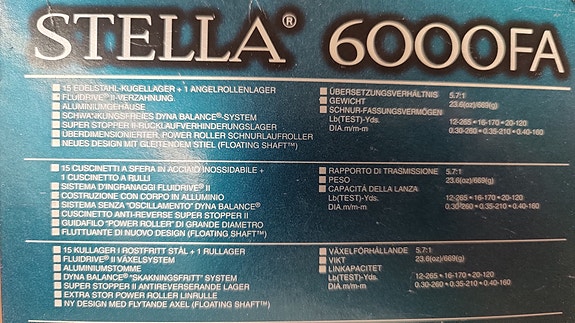 STELLA® 6000FA
15 EDELSTAHL-KUGELLAGER + 1 ANGELROLLENLAGER
FLUIDRIVE® II-VERZAHNUNG
ALUMINIUMGEHÄUSE
SCHWANKUNGSFREIES DYNA BALANCE®-SYSTEM
SUPER STOPPER II-RÜCKLAUFVERHINDERUNGSLAGER
ÜBERDIMENSIONIERTER, POWER ROLLER SCHNURLAUFROLLER
NEUES DESIGN MIT GLEITENDEM STIEL (FLOATING SHAFT™)
ÜBERSETZUNGSVERHÄLTNIS 5.7:1
GEWICHT 23.6(oz)/669(g)
SCHNUR-FASSUNGSVERMÖGEN
Lb(TEST)-Yds. 12-265 • 16-170 • 20-120
DIA.m/m-m 0.30-260 • 0.35-210 • 0.40-160
15 CUSCINETTI A SFERA IN ACCIAIO INOSSIDABILE +
1 CUSCINETTO A RULLI
SISTEMA D'INGRANAGGI FLUIDRIVE® II
COSTRUZIONE CON CORPO IN ALLUMINIO
SISTEMA SENZA "OSCILLAMENTO" DYNA BALANCE®
CUSCINETTO ANTI-REVERSE SUPER STOPPER II
GUIDAFILO "POWER ROLLER" DI GRANDE DIAMETRO
FLUTTUANTE DI NUOVO DESIGN (FLOATING SHAFT™)
RAPPORTO DI TRASMISSIONE 5.7:1
PESO 23.6(oz)/669(g)
CAPACITÀ DELLA LANZA
Lb(TEST)-Yds. 12-265 • 16-170 • 20-120
DIA.m/m-m 0.30-260 • 0.35-210 • 0.40-160
15 KULLAGER I ROSTFRITT STÅL + 1 RULLAGER
FLUIDRIVE® II VÄXELSYSTEM
ALUMINIUMSTOMME
DYNA BALANCE® "SKAKNINGSFRITT" SYSTEM
SUPER STOPPER II ANTIREVERSERANDE LAGER
EXTRA STOR POWER ROLLER LINRULLE
NY DESIGN MED FLYTANDE AXEL (FLOATING SHAFT™)
VÄXELFÖRHÅLLANDE 5.7:1
VIKT 23.6(oz)/669(g)
LINKAPACITET
Lb(TEST)-Yds. 12-265 • 16-170 • 20-120
DIA.m/m-m 0.30-260 • 0.35-210 • 0.40-160